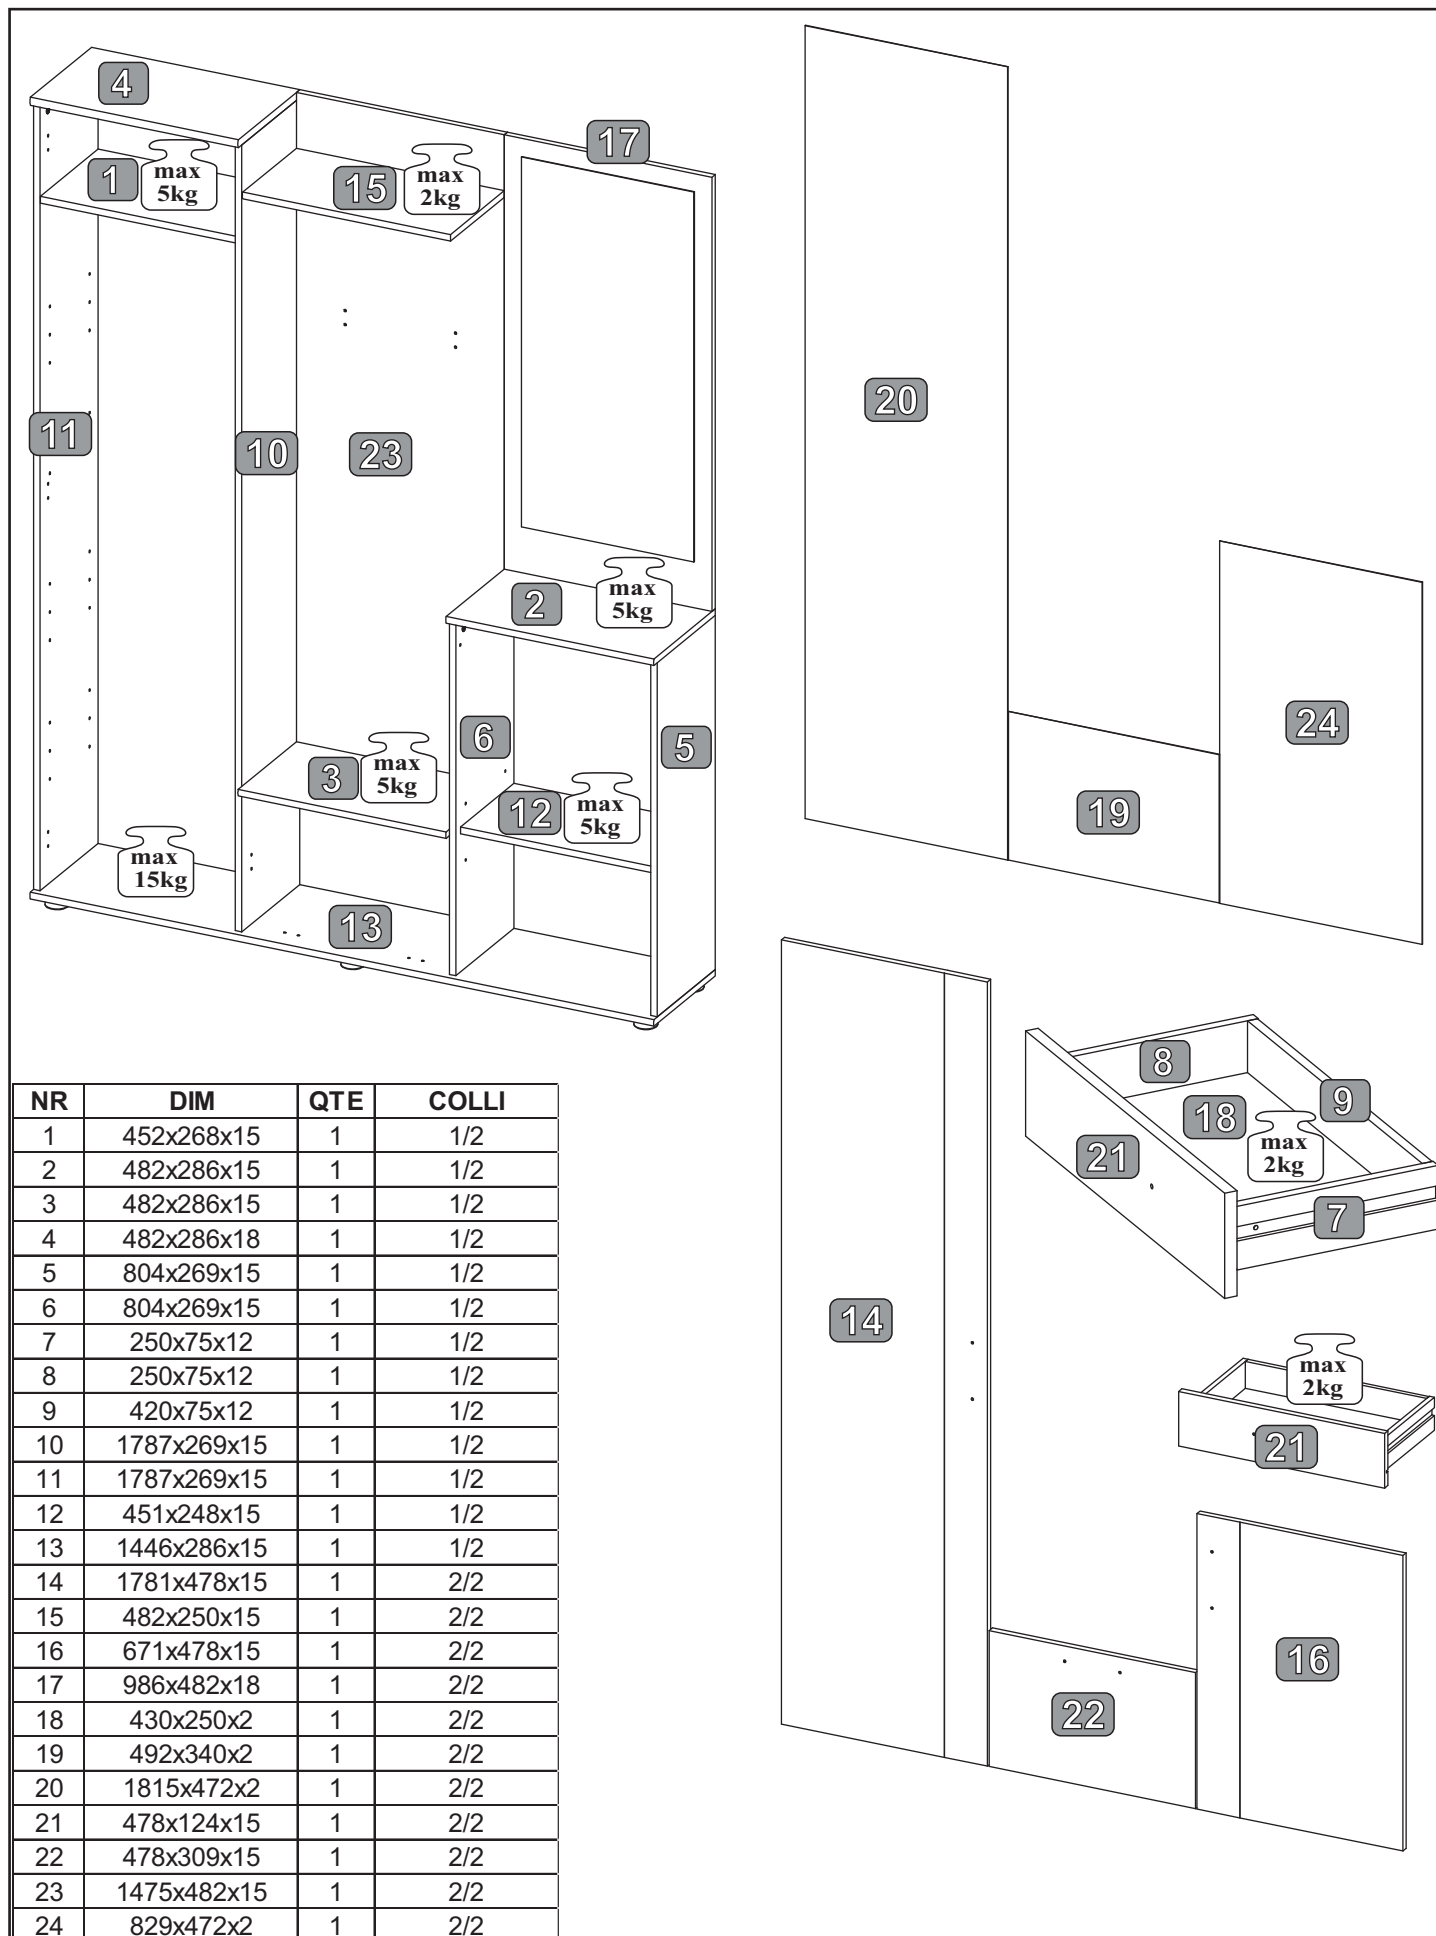 4
17
1
max
5kg
15
max
2kg
20
11
10
23
2
max
5kg
6
5
24
3
max
5kg
12
max
5kg
19
max
15kg
13
8
9
18
max
2kg
21
7
14
max
2kg
21
16
22
NR DIM QTE COLLI
1 452x268x15 1 1/2
2 482x286x15 1 1/2
3 482x286x15 1 1/2
4 482x286x18 1 1/2
5 804x269x15 1 1/2
6 804x269x15 1 1/2
7 250x75x12 1 1/2
8 250x75x12 1 1/2
9 420x75x12 1 1/2
10 1787x269x15 1 1/2
11 1787x269x15 1 1/2
12 451x248x15 1 1/2
13 1446x286x15 1 1/2
14 1781x478x15 1 2/2
15 482x250x15 1 2/2
16 671x478x15 1 2/2
17 986x482x18 1 2/2
18 430x250x2 1 2/2
19 492x340x2 1 2/2
20 1815x472x2 1 2/2
21 478x124x15 1 2/2
22 478x309x15 1 2/2
23 1475x482x15 1 2/2
24 829x472x2 1 2/2